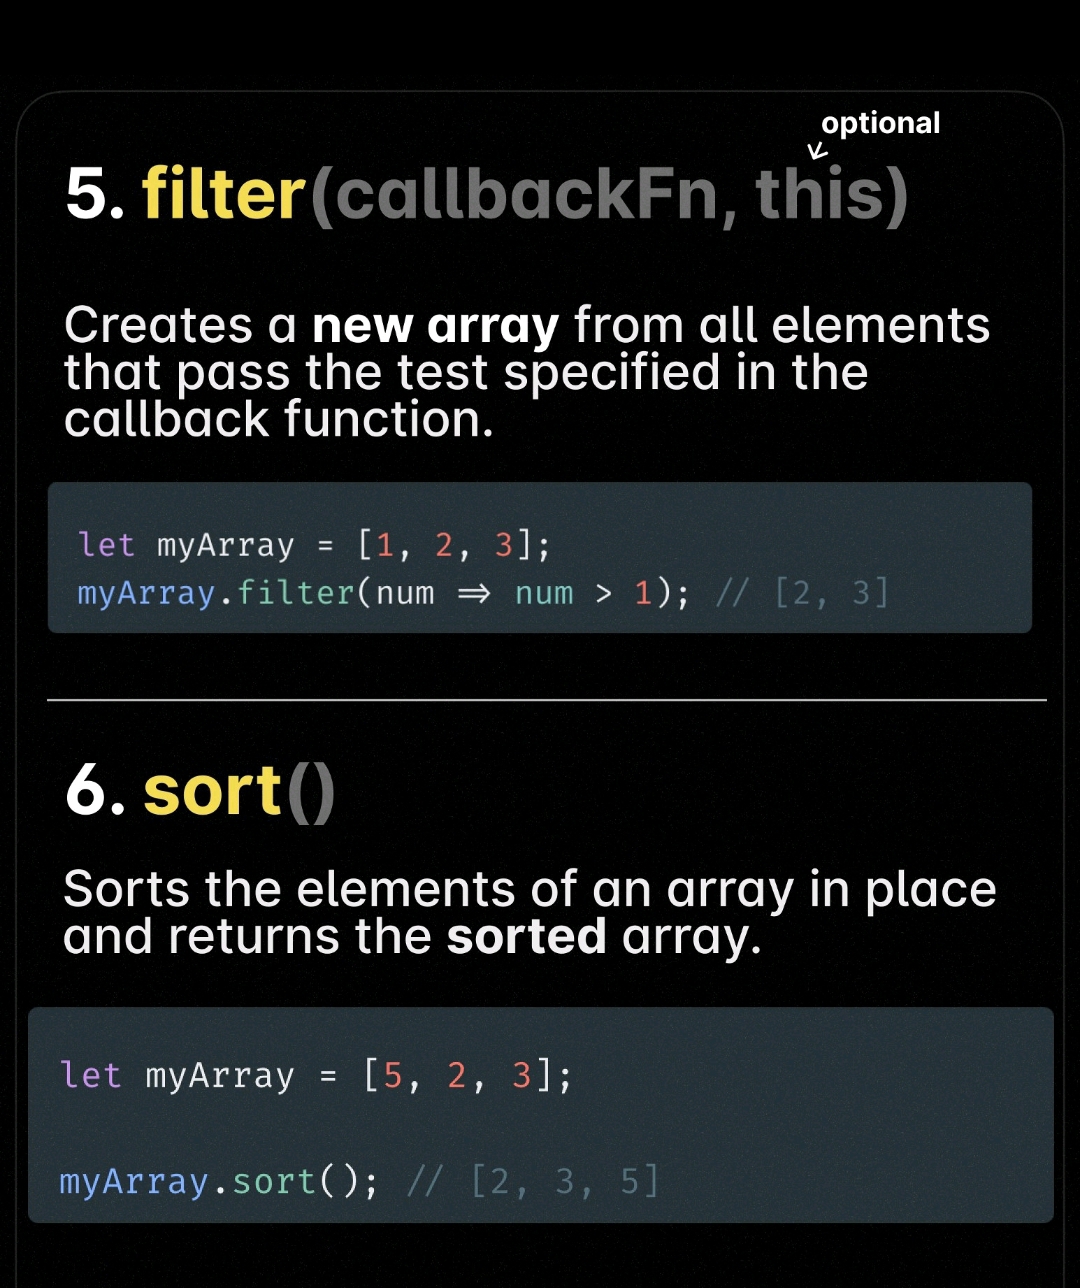 optional
5. filter(callbackFn, this)
Creates a new array from all elements
that pass the test specified in the
callback function.
let myArray = [1, 2, 3];
myArray.filter(num => num > 1); // [2, 3]
6. sort()
Sorts the elements of an array in place
and returns the sorted array.
let myArray = [5, 2, 3];
myArray.sort(); // [2, 3, 5]